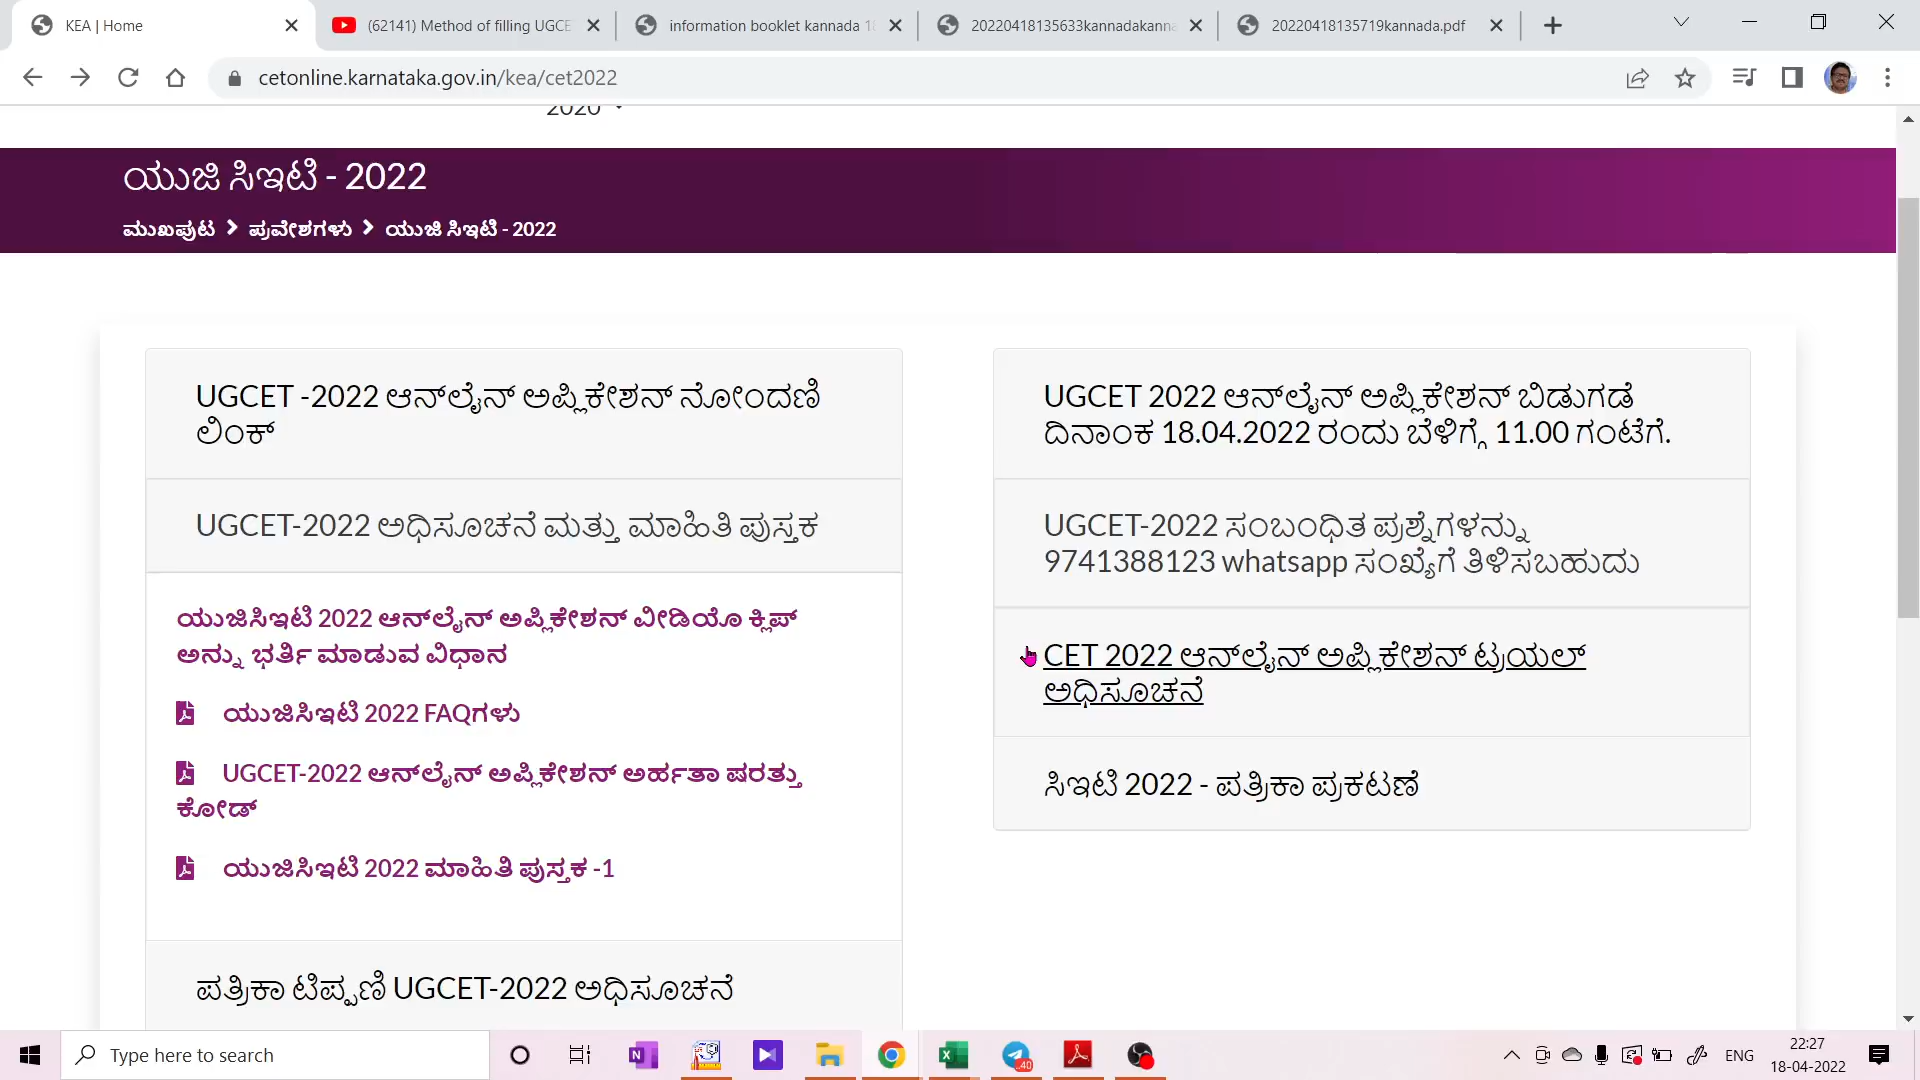 KEA | Home
(62141) Method of filling UGCE
information booklet kannada 1
20220418135633kannadakanna
20220418135719kannada.pdf
cetonline.karnataka.gov.in/kea/cet2022
2020
ಯುಜಿ ಸಿಇಟಿ - 2022
ಮುಖಪುಟ > ಪ್ರವೇಶಗಳು > ಯುಜಿ ಸಿಇಟಿ - 2022
UGCET -2022 ಆನ್‌ಲೈನ್ ಅಪ್ಲಿಕೇಶನ್ ನೋಂದಣಿ
ಲಿಂಕ್
UGCET-2022 ಅಧಿಸೂಚನೆ ಮತ್ತು ಮಾಹಿತಿ ಪುಸ್ತಕ
ಯುಜಿಸಿಇಟಿ 2022 ಆನ್‌ಲೈನ್ ಅಪ್ಲಿಕೇಶನ್ ವೀಡಿಯೊ ಕ್ಲಿಪ್
ಅನ್ನು ಭರ್ತಿ ಮಾಡುವ ವಿಧಾನ
ಯುಜಿಸಿಇಟಿ 2022 FAQಗಳು
UGCET-2022 ಆನ್‌ಲೈನ್ ಅಪ್ಲಿಕೇಶನ್ ಅರ್ಹತಾ ಷರತ್ತು
ಕೋಡ್
ಯುಜಿಸಿಇಟಿ 2022 ಮಾಹಿತಿ ಪುಸ್ತಕ -1
ಪತ್ರಿಕಾ ಟಿಪ್ಪಣಿ UGCET-2022 ಅಧಿಸೂಚನೆ
UGCET 2022 ಆನ್‌ಲೈನ್ ಅಪ್ಲಿಕೇಶನ್ ಬಿಡುಗಡೆ
ದಿನಾಂಕ 18.04.2022 ರಂದು ಬೆಳಿಗ್ಗೆ 11.00 ಗಂಟೆಗೆ.
UGCET-2022 ಸಂಬಂಧಿತ ಪ್ರಶ್ನೆಗಳನ್ನು
9741388123 whatsapp ಸಂಖ್ಯೆಗೆ ತಿಳಿಸಬಹುದು
CET 2022 ಆನ್‌ಲೈನ್ ಅಪ್ಲಿಕೇಶನ್ ಟ್ರಯಲ್
ಅಧಿಸೂಚನೆ
ಸಿಇಟಿ 2022 - ಪತ್ರಿಕಾ ಪ್ರಕಟಣೆ
Type here to search
40
ENG
22:27
18-04-2022